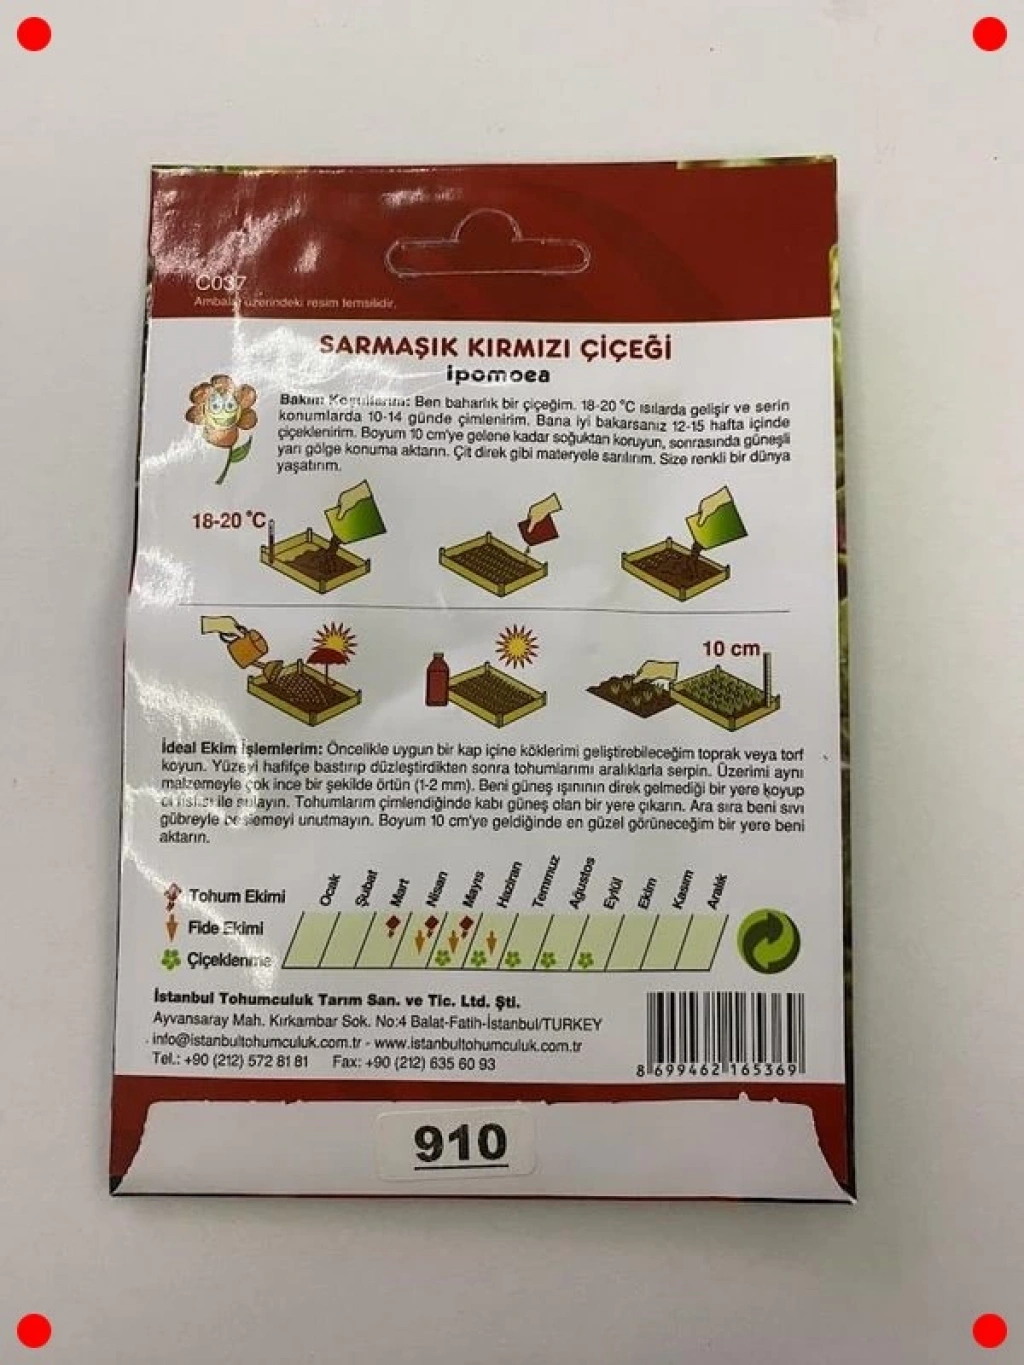 C037
Ambalaj üzerindeki resim temsilidir.
SARMAŞIK KIRMIZI ÇİÇEĞİ
ipomoea
Bakım Koşullarım: Ben baharlık bir çiçeğim. 18-20 °C ısılarda gelişir ve serin
konumlarda 10-14 günde çimlenirim. Bana iyi bakarsanız 12-15 hafta içinde
çiçeklenirim. Boyum 10 cm'ye gelene kadar soğuktan koruyun, sonrasında güneşli
yarı gölge konuma aktarın. Çit direk gibi materyele sarılırım. Size renkli bir dünya
yaşatırım.
18-20 °C
10 cm
İdeal Ekim İşlemlerim: Öncelikle uygun bir kap içine köklerimi geliştirebileceğim toprak veya torf
koyun. Yüzeyi hafifçe bastırıp düzleştirdikten sonra tohumlarımı aralıklarla serpin. Üzerimi aynı
malzemeyle çok ince bir şekilde örtün (1-2 mm). Beni güneş ışınının direk gelmediği bir yere koyup
ile sulayın. Tohumlarım çimlendiğinde kabı güneş olan bir yere çıkarın. Ara sıra beni sıvı
gübreyle beslemeyi unutmayın. Boyum 10 cm'ye geldiğinde en güzel görüneceğim bir yere beni
aktarın.
Ocak Şubat Mart Nisan Mayıs Haziran Temmuz Ağustos Eylül Ekim Kasım Aralık
Tohum Ekimi
Fide Ekimi
Çiçeklenme
İstanbul Tohumculuk Tarım San. ve Tic. Ltd. Şti.
Ayvansaray Mah. Kırkambar Sok. No:4 Balat-Fatih-İstanbul/TURKEY
info@istanbultohumculuk.com.tr - www.istanbultohumculuk.com.tr
Tel.: +90 (212) 572 81 81 Fax: +90 (212) 635 60 93
8 699462 165369
910